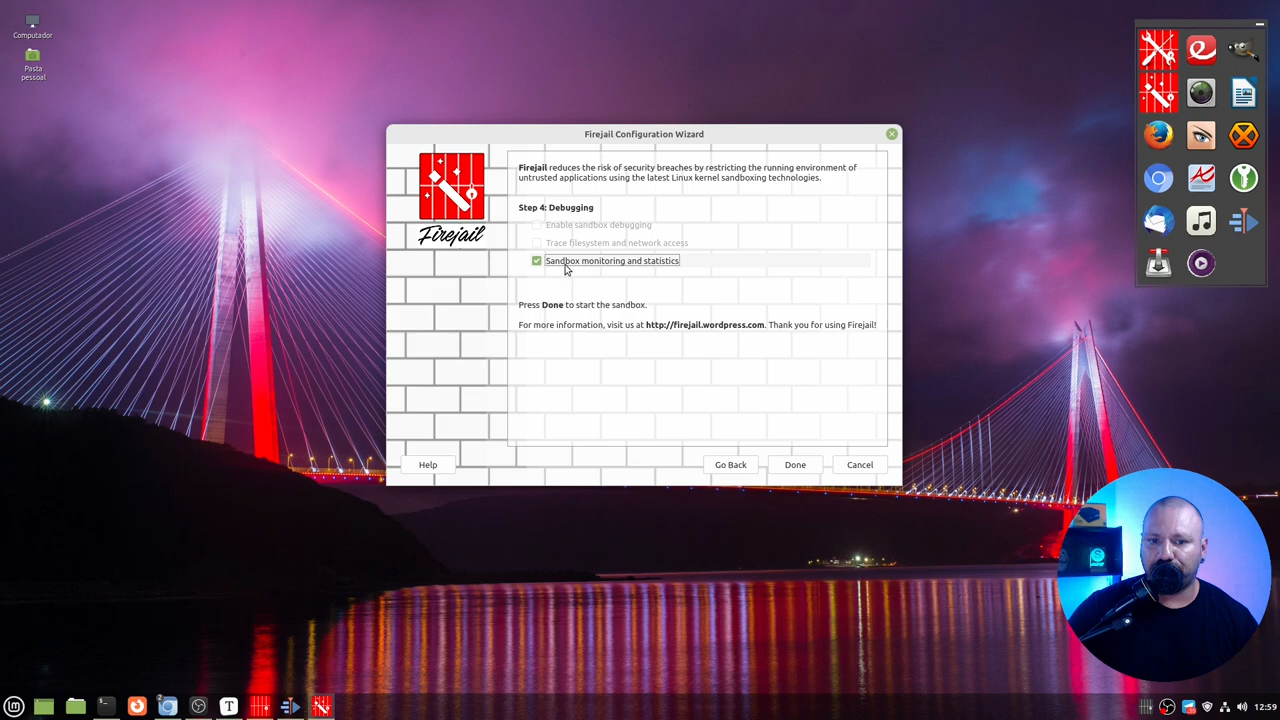 Computador
Pasta
pessoal
Firejail Configuration Wizard
Firejail
Firejail reduces the risk of security breaches by restricting the running environment of
untrusted applications using the latest Linux kernel sandboxing technologies.
Step 4: Debugging
Enable sandbox debugging
Trace filesystem and network access
Sandbox monitoring and statistics
Press Done to start the sandbox.
For more information, visit us at http://firejail.wordpress.com. Thank you for using Firejail!
Help
Go Back
Done
Cancel
2
T
12:59